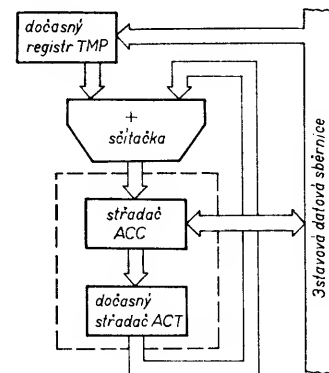 dočasný
registr TMP
+
sčítačka
střadač
ACC
dočasný
střadač ACT
3stavová datová sběrnice